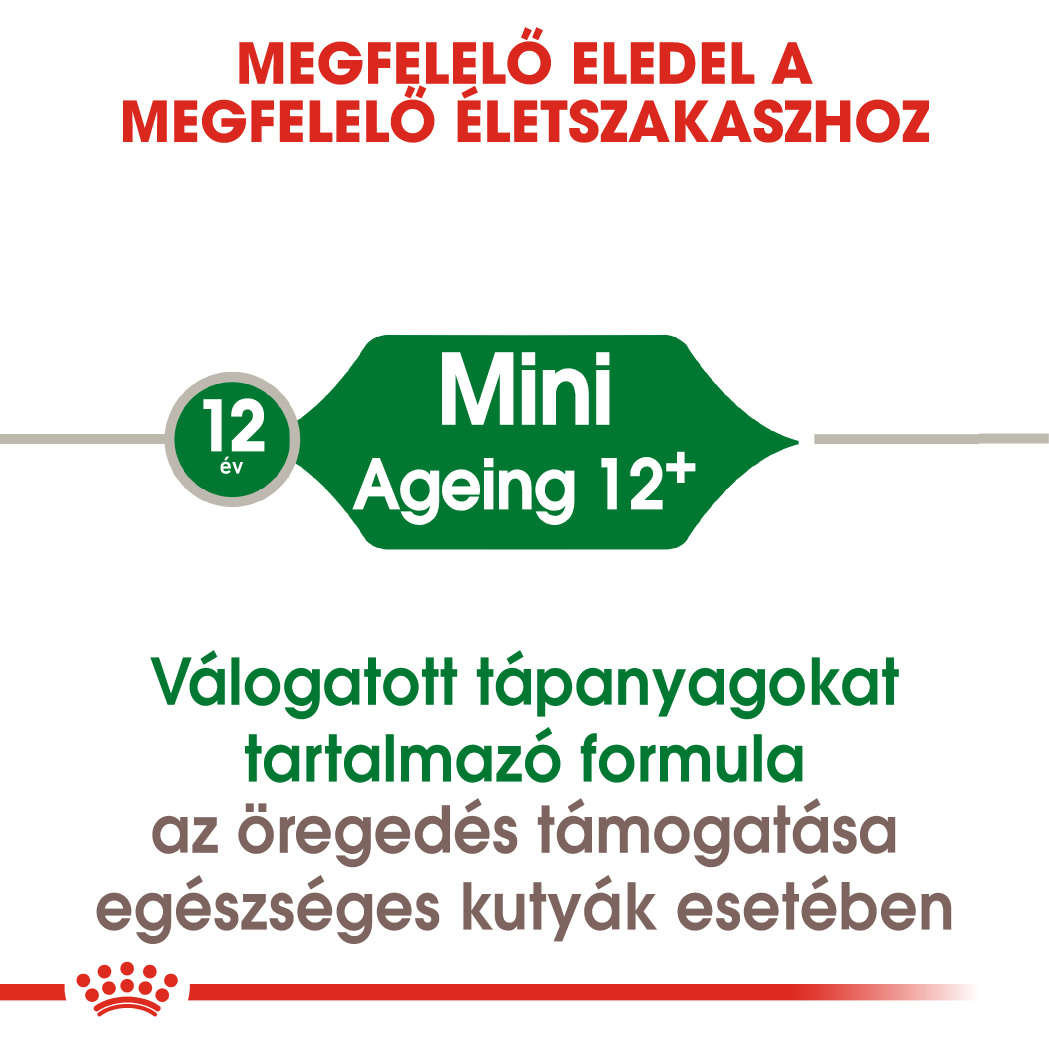 MEGFELELŐ ELEDEL A
MEGFELELŐ ÉLETSZAKASZHOZ
12
év
Mini
Ageing 12+
Válogatott tápanyagokat
tartalmazó formula
az öregedés támogatása
egészséges kutyák esetében